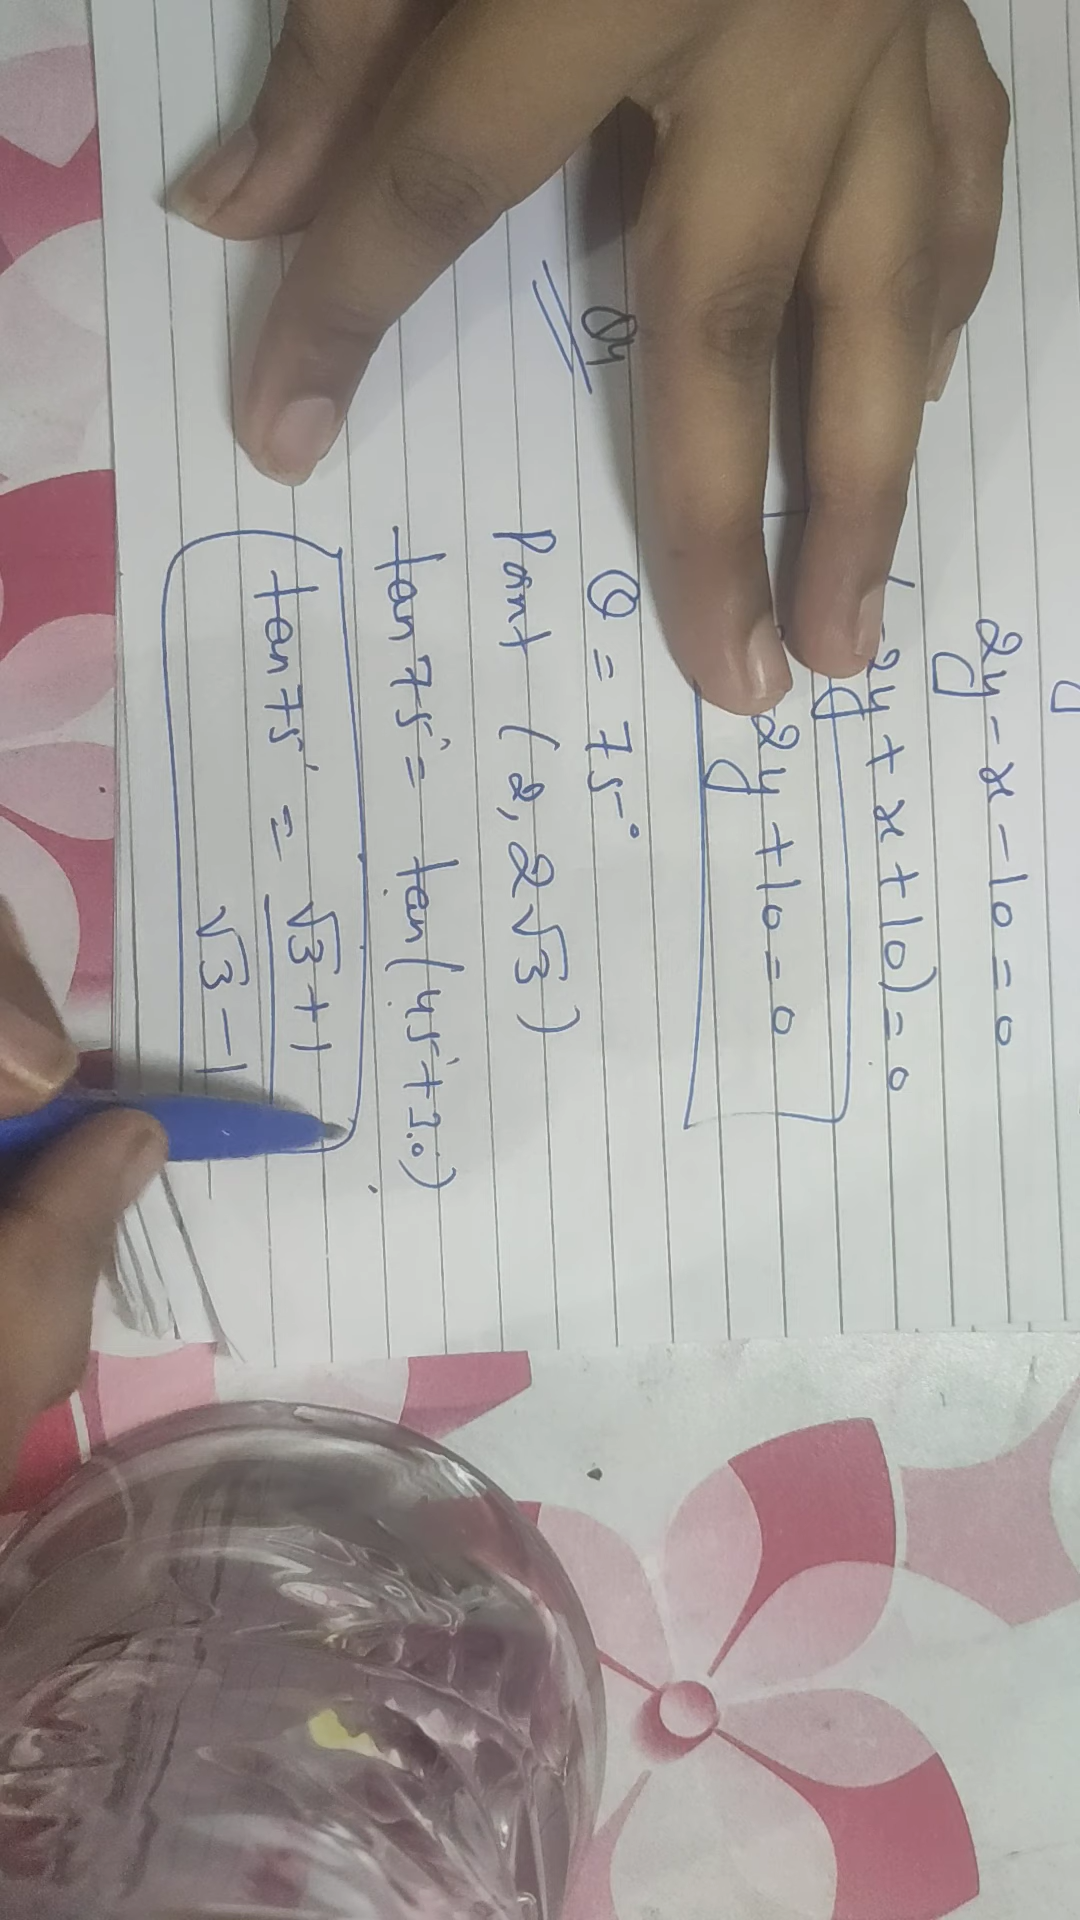 2y - x - 10 = 0
-2y + x + 10) = 0
2y + 10 = 0
Q4
θ = 75°
Point (2, 2√3)
tan 75° = tan (45° + 30)
tan 75° = √3 + 1
√3 - 1